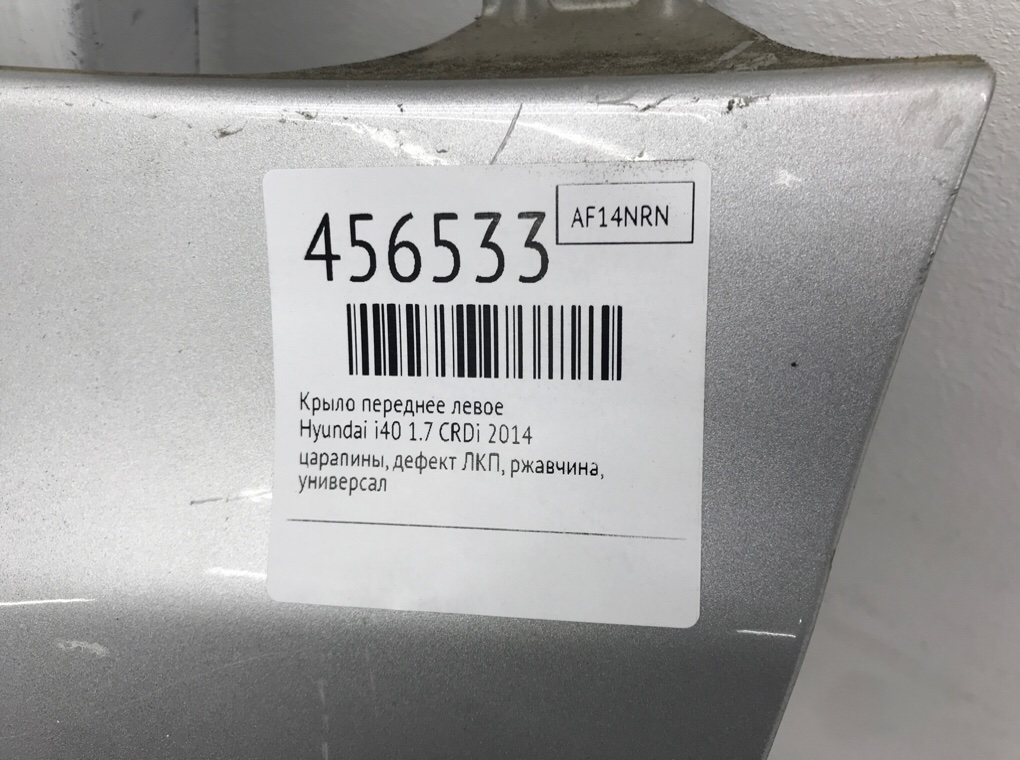 456533
AF14NRN
Крыло переднее левое
Hyundai i40 1.7 CRDi 2014
царапины, дефект ЛКП, ржавчина,
универсал